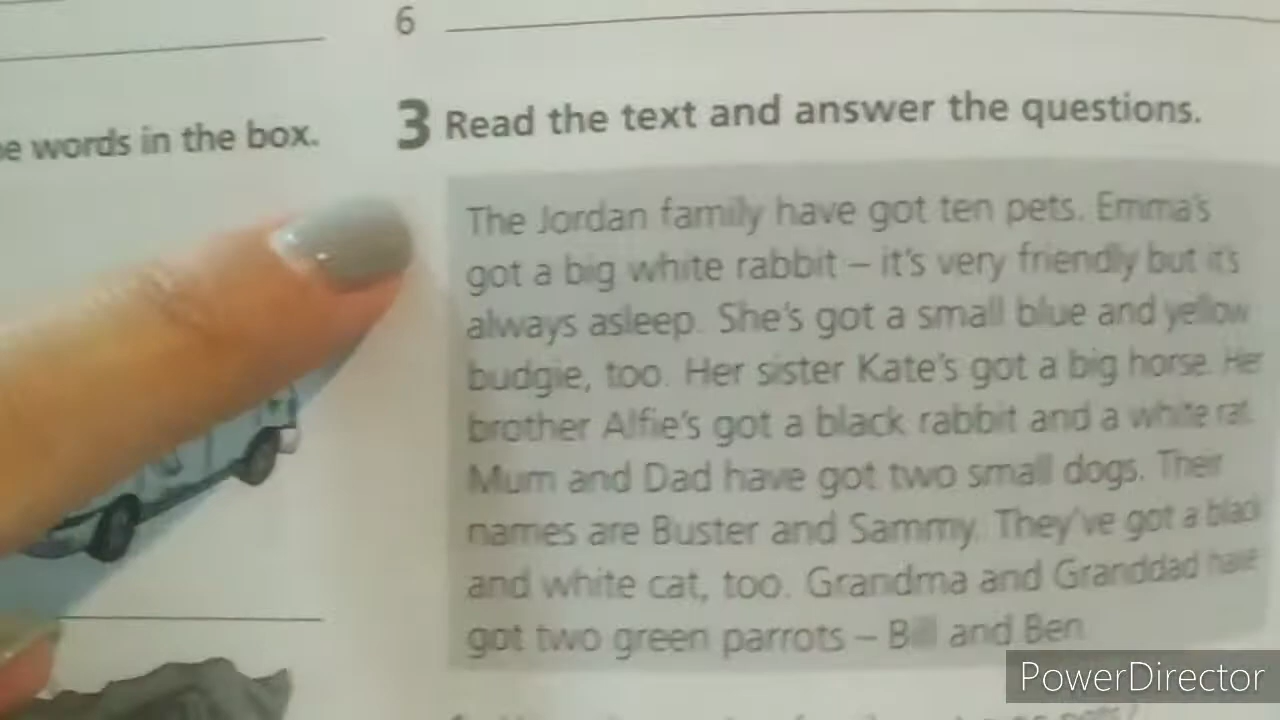 6
e words in the box.
3 Read the text and answer the questions.
The Jordan family have got ten pets. Emma's
got a big white rabbit – it's very friendly but it's
always asleep. She's got a small blue and yellow
budgie, too. Her sister Kate's got a big horse. Her
brother Alfie's got a black rabbit and a white rat.
Mum and Dad have got two small dogs. Their
names are Buster and Sammy. They've got a black
and white cat, too. Grandma and Granddad have
got two green parrots – Bill and Ben.
PowerDirector